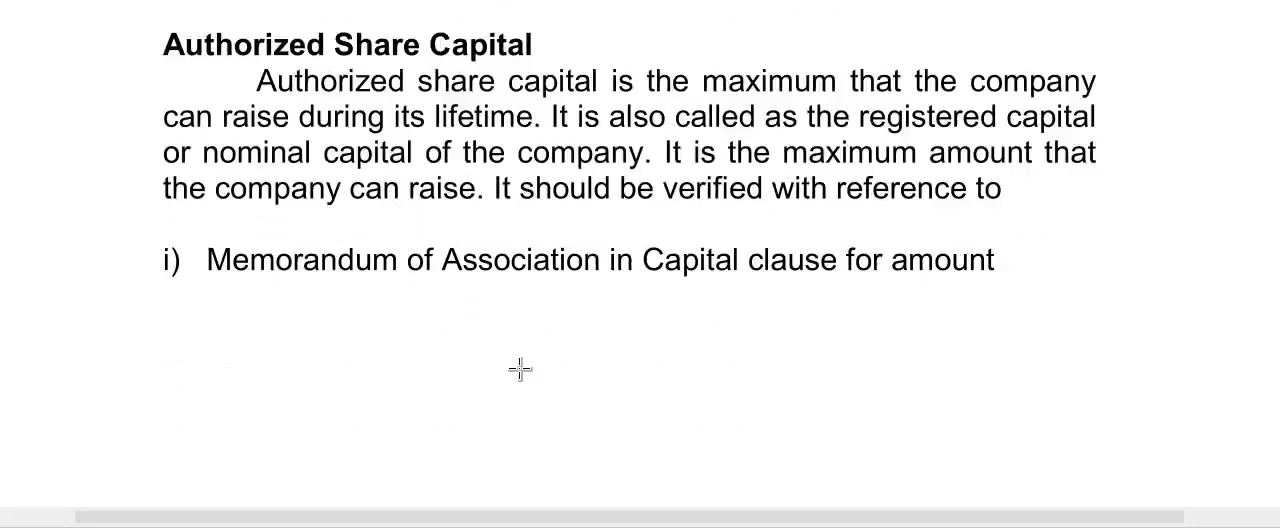 Authorized Share Capital
Authorized share capital is the maximum that the company
can raise during its lifetime. It is also called as the registered capital
or nominal capital of the company. It is the maximum amount that
the company can raise. It should be verified with reference to
i) Memorandum of Association in Capital clause for amount